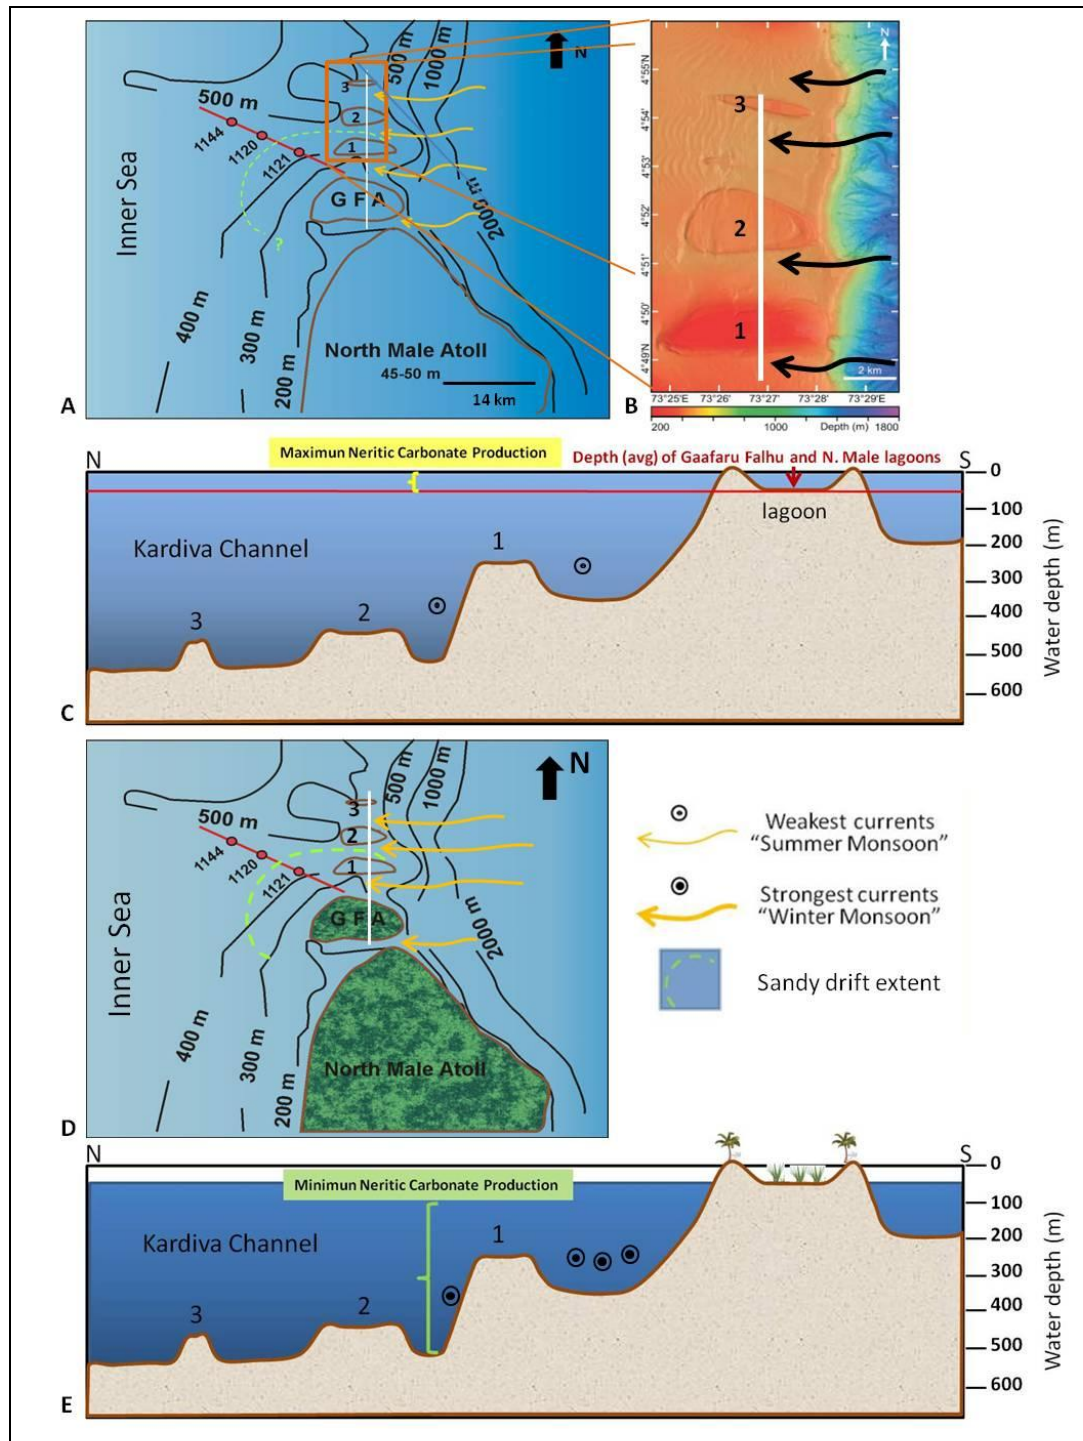 500 m
1000 m
N
3
500 m
2
1144
1120
1121
1
G F A
2000 m
?
Inner Sea
400 m
300 m
200 m
North Male Atoll
45-50 m
14 km
A
N
4°55'N
4°54'
4°53'
4°52'
4°51'
4°50'
4°49'N
3
2
1
2 km
73°25'E 73°26' 73°27' 73°28' 73°29'E
200 1000 Depth (m) 1800
B
N
Maximun Neritic Carbonate Production
Depth (avg) of Gaafaru Falhu and N. Male lagoons
S
0
100
200
300
400
500
600
Water depth (m)
lagoon
Kardiva Channel
1
2
3
C
N
500 m
1000 m
3
500 m
2
1144
1120
1121
1
G F A
2000 m
Inner Sea
400 m
300 m
200 m
North Male Atoll
D
Weakest currents
"Summer Monsoon"
Strongest currents
"Winter Monsoon"
Sandy drift extent
N
S
Minimun Neritic Carbonate Production
0
100
200
300
400
500
600
Water depth (m)
Kardiva Channel
1
2
3
E